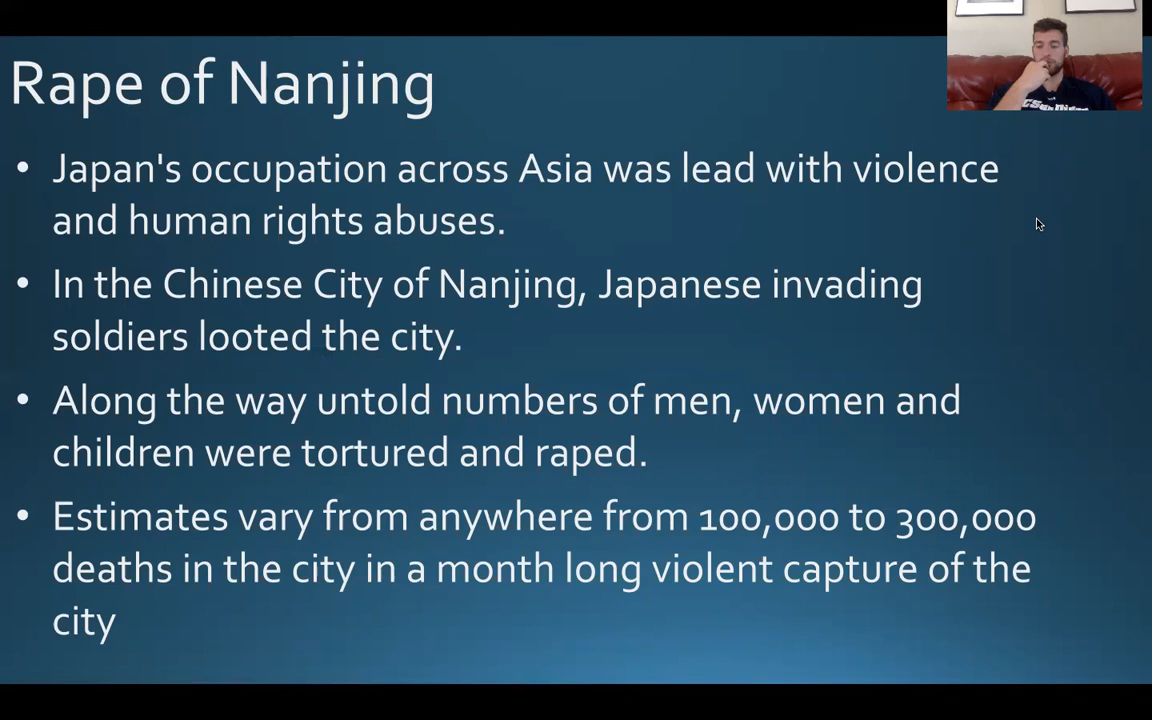 Rape of Nanjing
• Japan's occupation across Asia was lead with violence
and human rights abuses.
• In the Chinese City of Nanjing, Japanese invading
soldiers looted the city.
• Along the way untold numbers of men, women and
children were tortured and raped.
• Estimates vary from anywhere from 100,000 to 300,000
deaths in the city in a month long violent capture of the
city